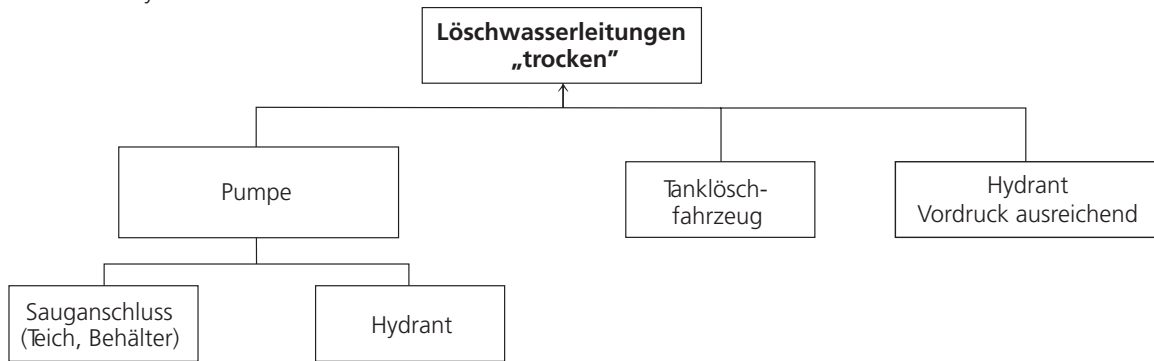 Löschwasserleitungen
„trocken”
Pumpe
Tanklösch-
fahrzeug
Hydrant
Vordruck ausreichend
Sauganschluss
(Teich, Behälter)
Hydrant